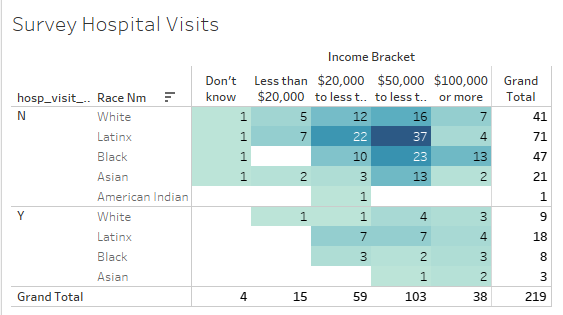 Survey Hospital Visits
Income Bracket
Don't Less than $20,000 $50,000 $100,000 Grand
hosp_visit_.. Race Nm know $20,000 to less t.. to less t.. or more Total
N White 1 5 12 16 7 41
Latinx 1 7 22 37 4 71
Black 1 10 23 13 47
Asian 1 2 3 13 2 21
American Indian 1 1
Y White 1 1 4 3 9
Latinx 7 7 4 18
Black 3 2 3 8
Asian 1 2 3
Grand Total 4 15 59 103 38 219